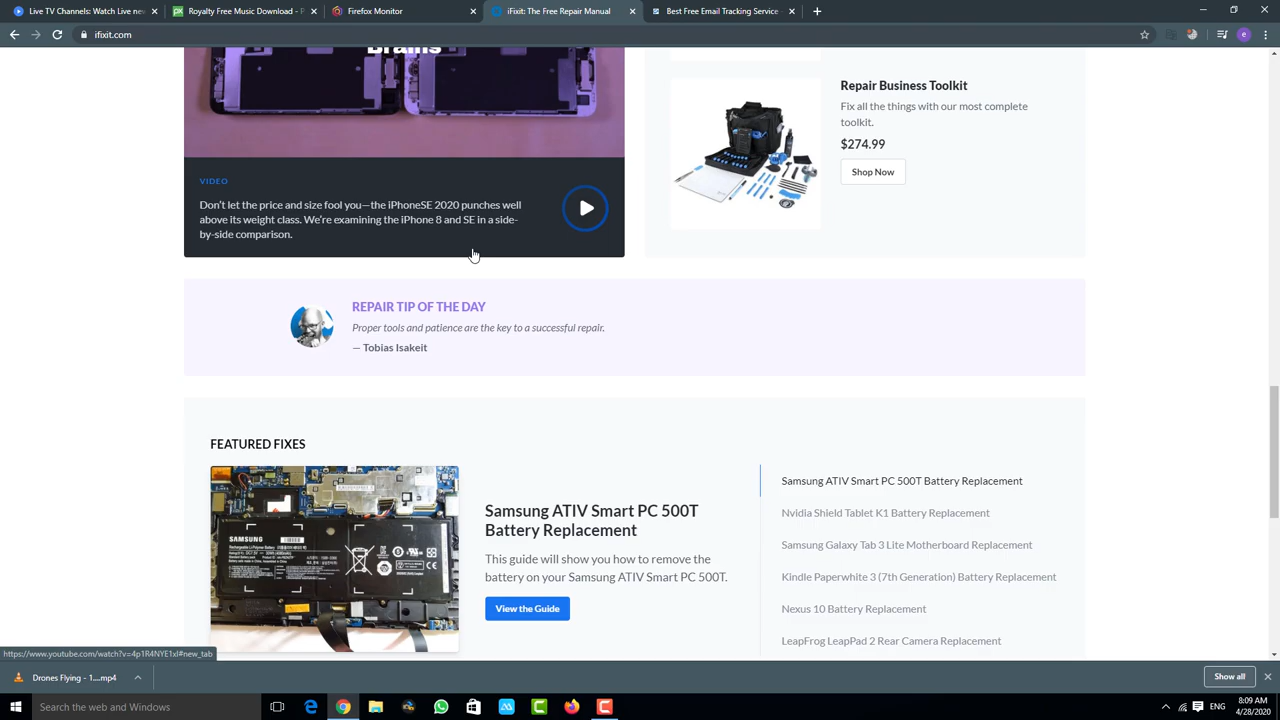 Live TV Channels: Watch Live new
Royalty Free Music Download - P
Firefox Monitor
iFixit: The Free Repair Manual
Best Free Email Tracking Service
ifixit.com
Brains
Repair Business Toolkit
Fix all the things with our most complete
toolkit.
$274.99
Shop Now
VIDEO
Don't let the price and size fool you—the iPhoneSE 2020 punches well
above its weight class. We're examining the iPhone 8 and SE in a side-
by-side comparison.
REPAIR TIP OF THE DAY
Proper tools and patience are the key to a successful repair.
— Tobias Isakeit
FEATURED FIXES
SAMSUNG
Samsung ATIV Smart PC 500T
Battery Replacement
This guide will show you how to remove the
battery on your Samsung ATIV Smart PC 500T.
View the Guide
Samsung ATIV Smart PC 500T Battery Replacement
Nvidia Shield Tablet K1 Battery Replacement
Samsung Galaxy Tab 3 Lite Motherboard Replacement
Kindle Paperwhite 3 (7th Generation) Battery Replacement
Nexus 10 Battery Replacement
LeapFrog LeapPad 2 Rear Camera Replacement
https://www.youtube.com/watch?v=4p1R4NYE1xI#new_tab
Drones Flying - 1....mp4
Show all
Search the web and Windows
ENG
8:09 AM
4/28/2020